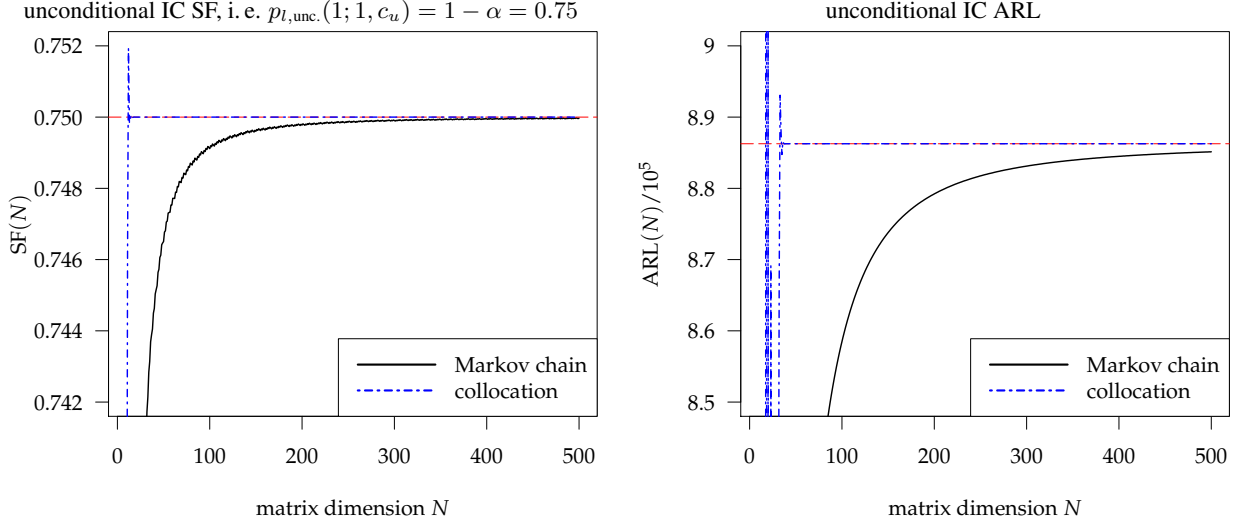 unconditional IC SF, i. e. p_{l,unc.}(1; 1, c_u) = 1 − α = 0.75
SF(N)
0.752
0.750
0.748
0.746
0.744
0.742
Markov chain
collocation
0 100 200 300 400 500
matrix dimension N
unconditional IC ARL
ARL(N)/10^5
9
8.9
8.8
8.7
8.6
8.5
Markov chain
collocation
0 100 200 300 400 500
matrix dimension N